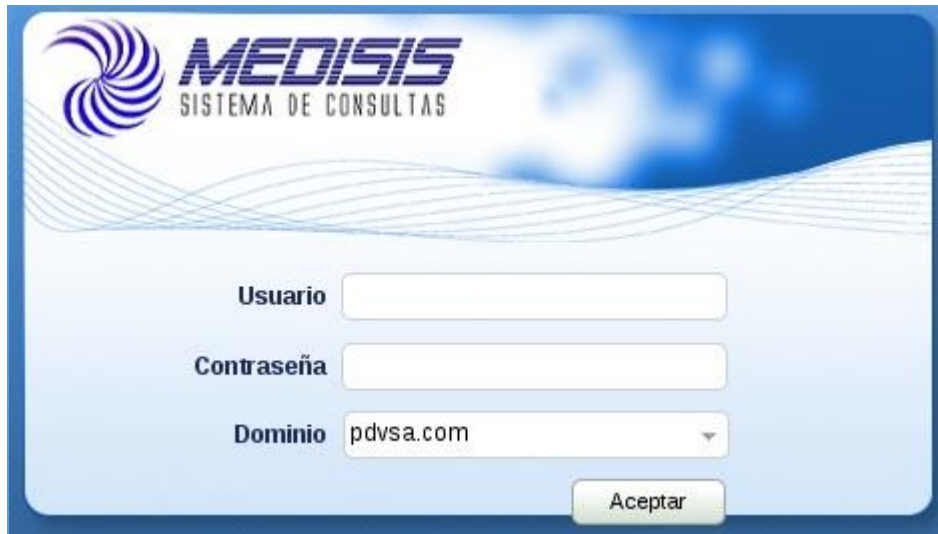 MEDISIS
SISTEMA DE CONSULTAS
Usuario
Contraseña
Dominio pdvsa.com
Aceptar